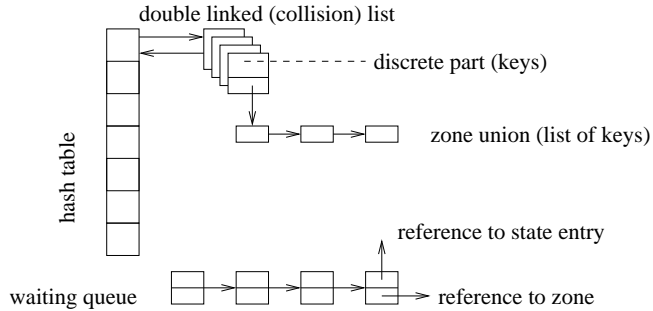 double linked (collision) list
discrete part (keys)
zone union (list of keys)
hash table
reference to state entry
waiting queue
reference to zone